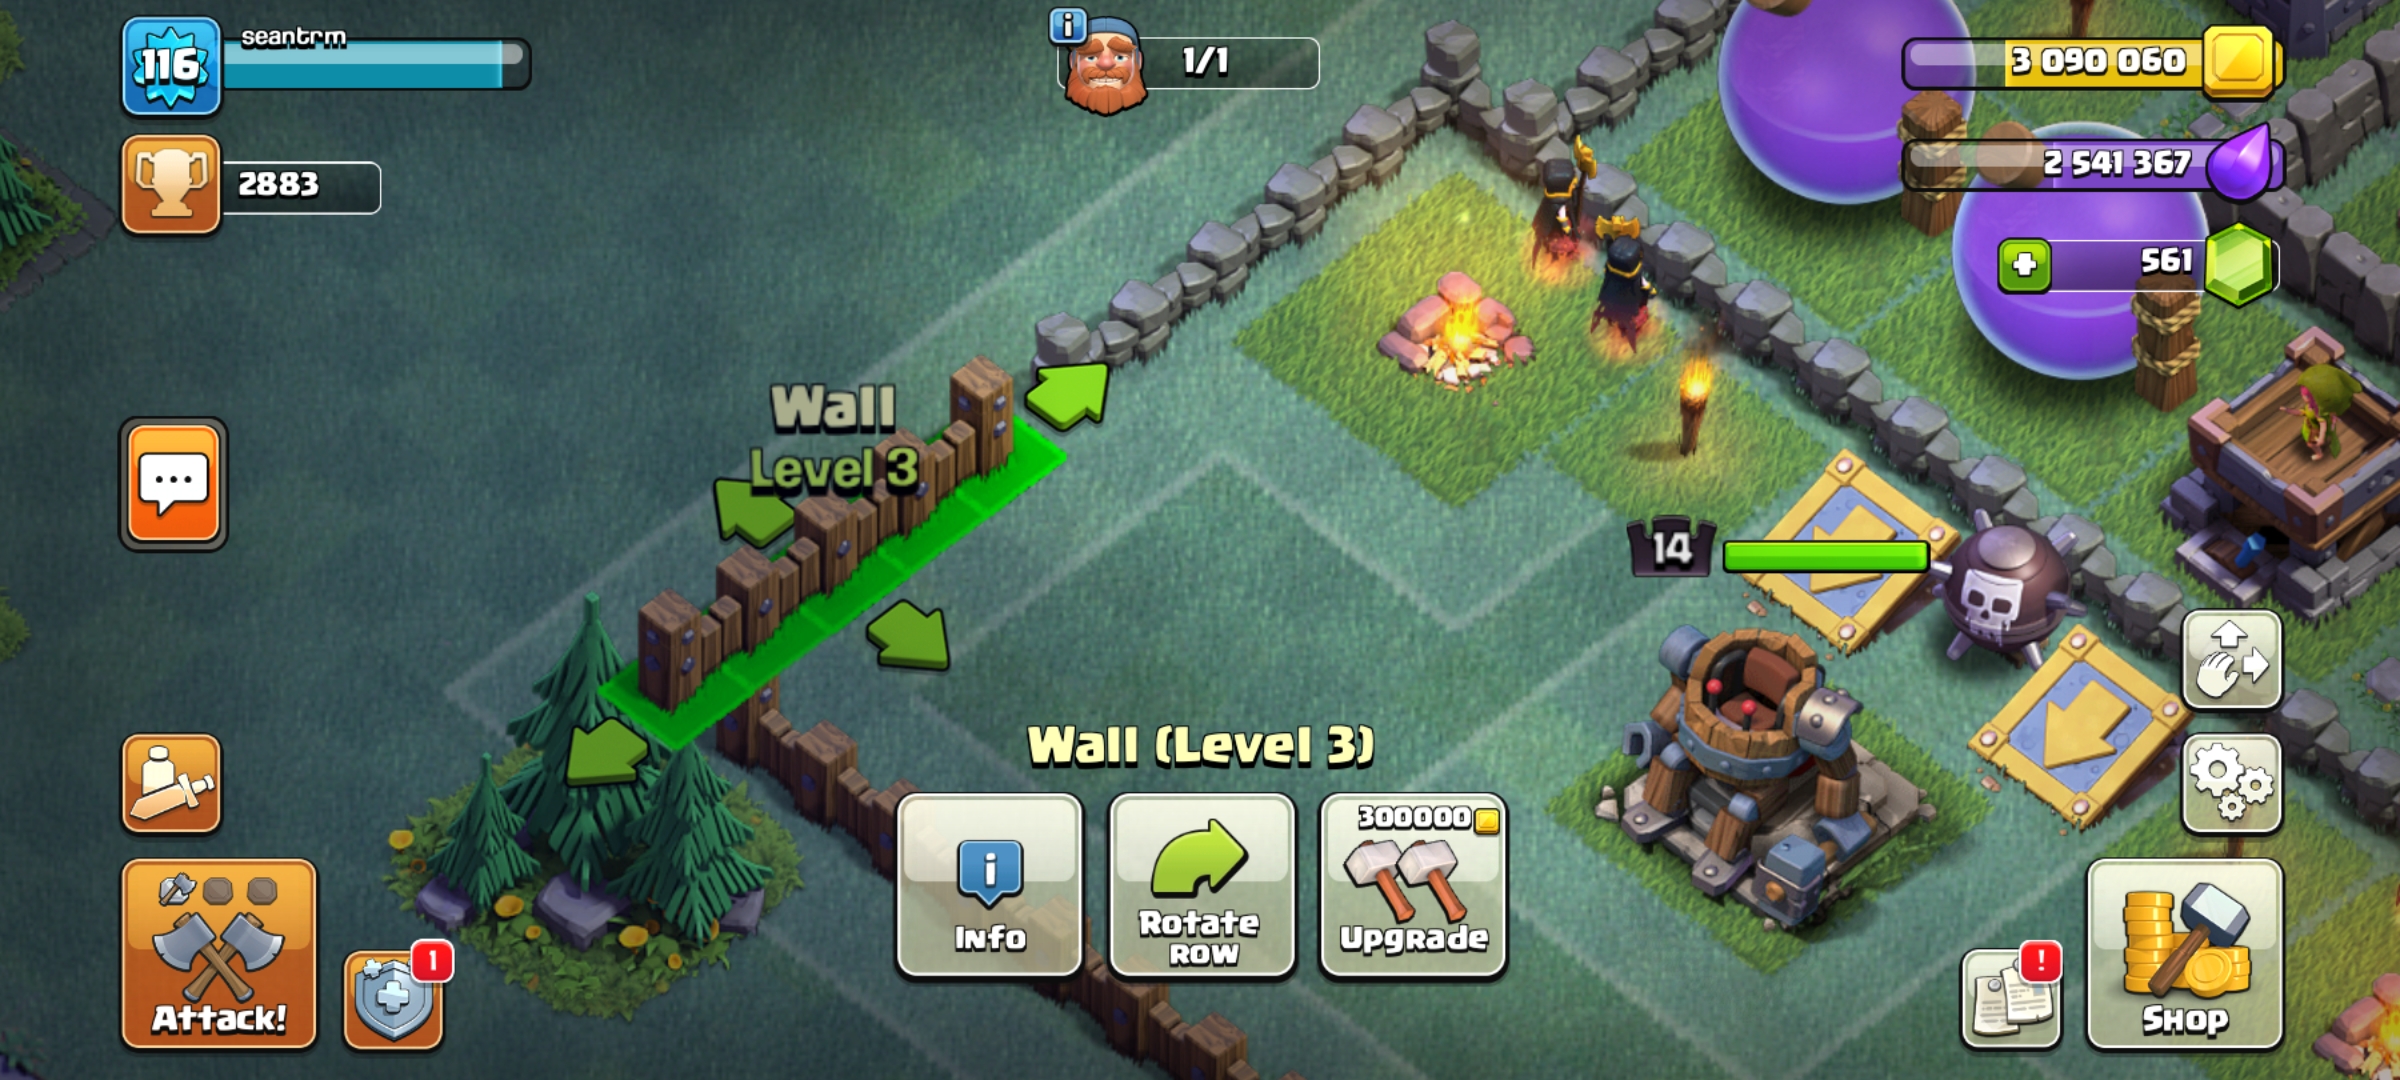 116
seantrm
1/1
3 090 060
2883
2 541 367
561
Wall
Level 3
14
Wall (Level 3)
Info
Rotate
row
300000
Upgrade
Attack!
1
!
Shop